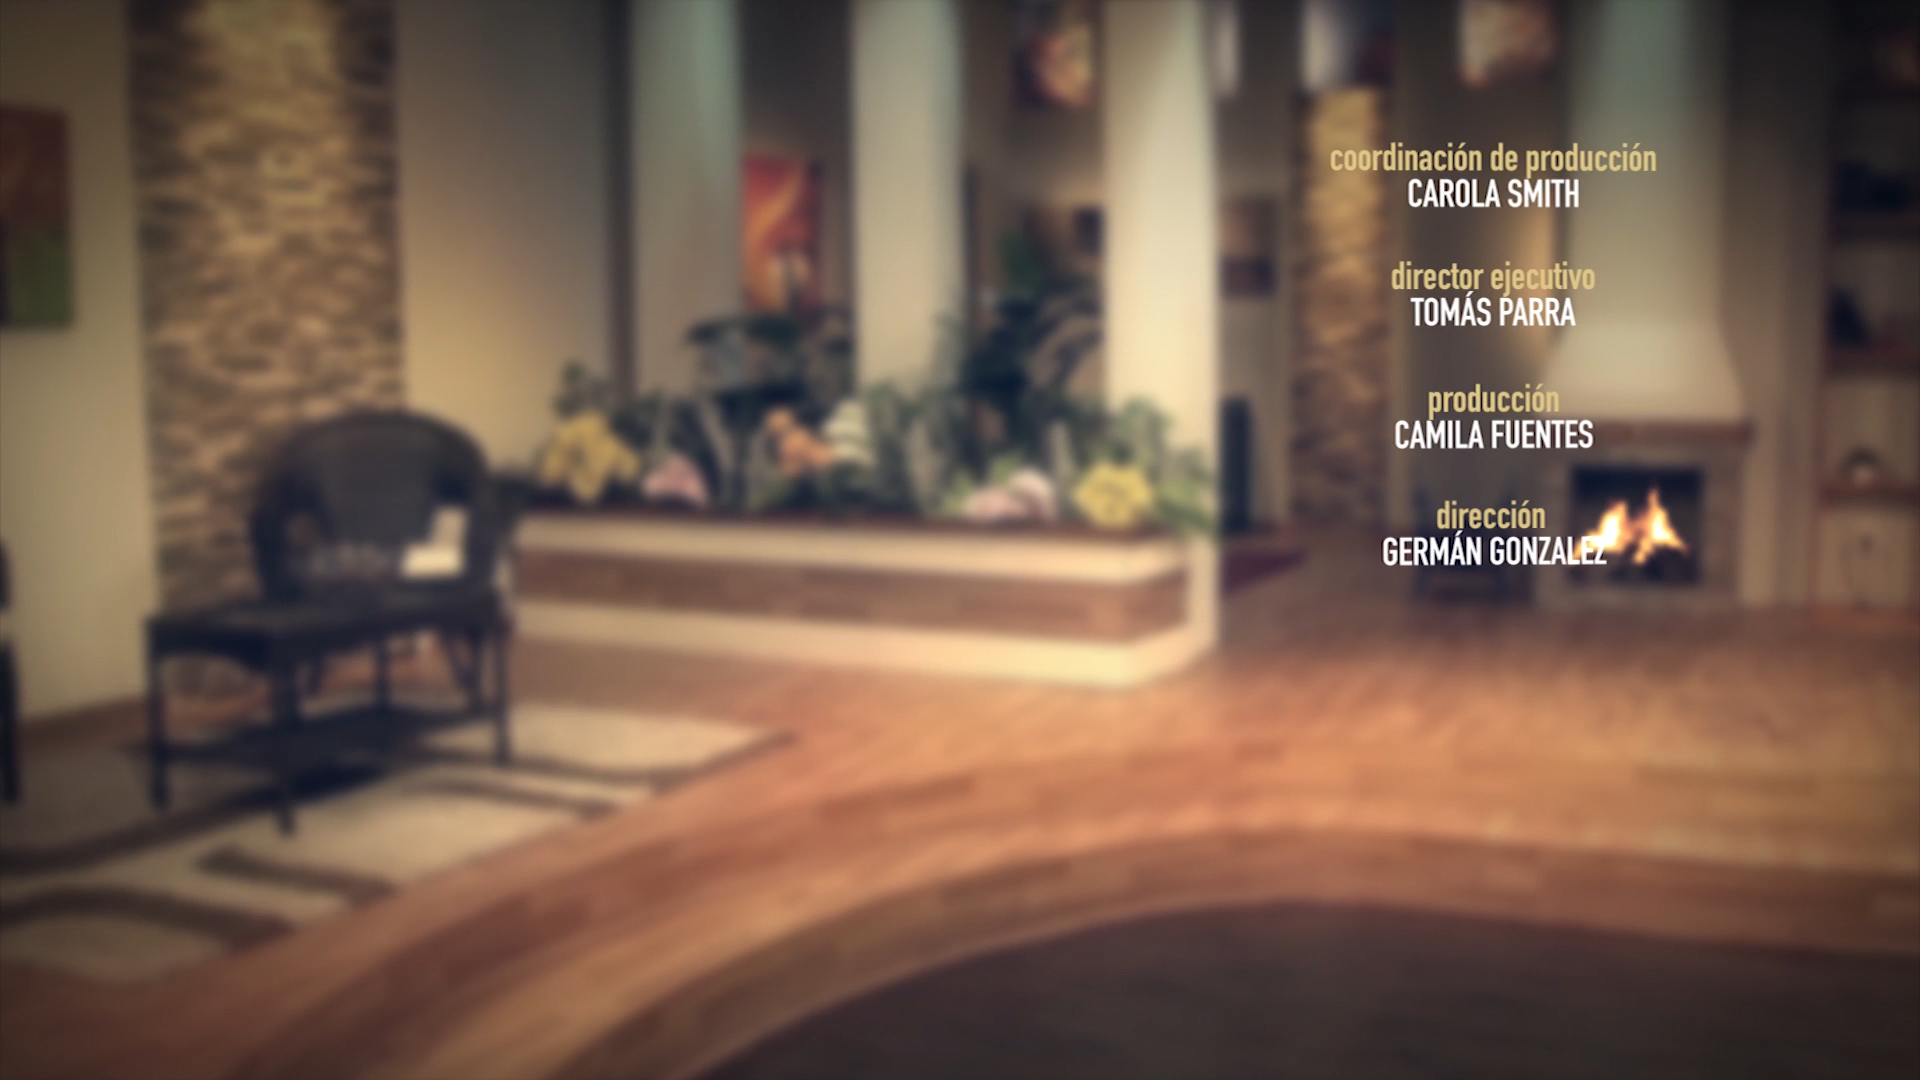 coordinación de producción
CAROLA SMITH
director ejecutivo
TOMÁS PARRA
producción
CAMILA FUENTES
dirección
GERMÁN GONZALEZ